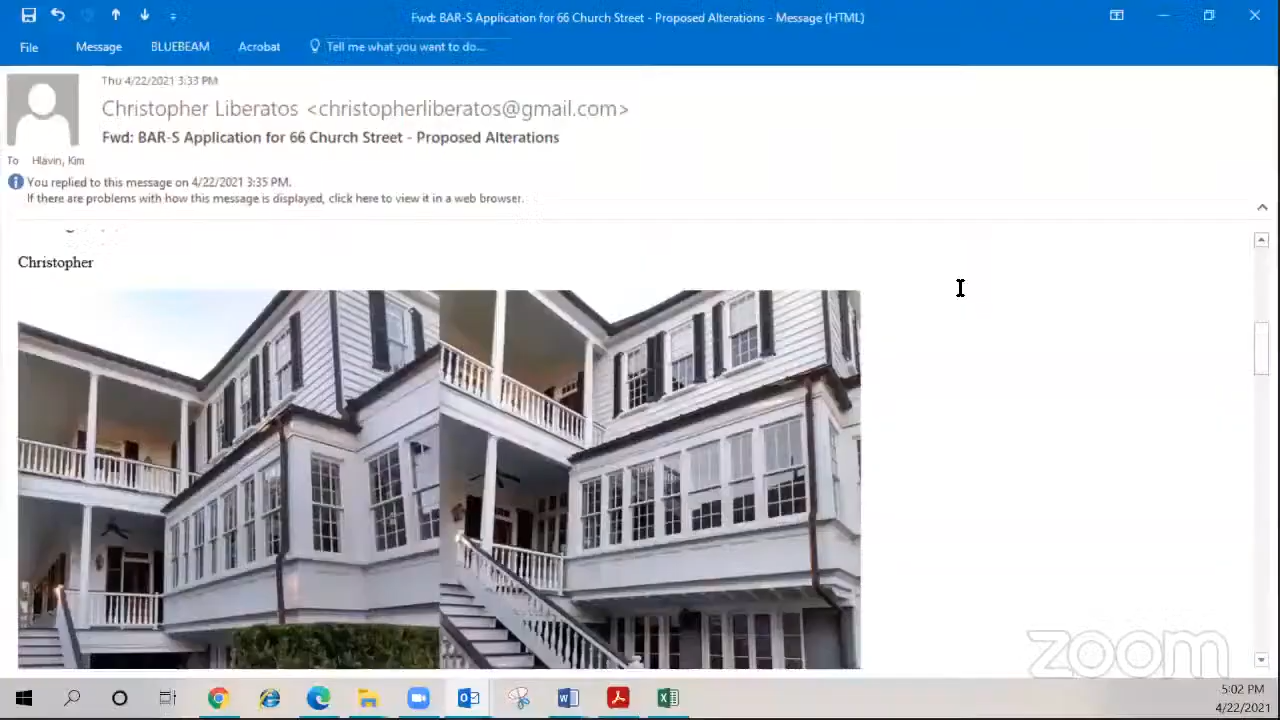 Fwd: BAR-S Application for 66 Church Street - Proposed Alterations - Message (HTML)
File Message BLUEBEAM Acrobat Tell me what you want to do...
Thu 4/22/2021 3:33 PM
Christopher Liberatos <christopherliberatos@gmail.com>
Fwd: BAR-S Application for 66 Church Street - Proposed Alterations
To Hlavin, Kim
You replied to this message on 4/22/2021 3:35 PM.
If there are problems with how this message is displayed, click here to view it in a web browser.
Christopher
zoom
5:02 PM
4/22/2021